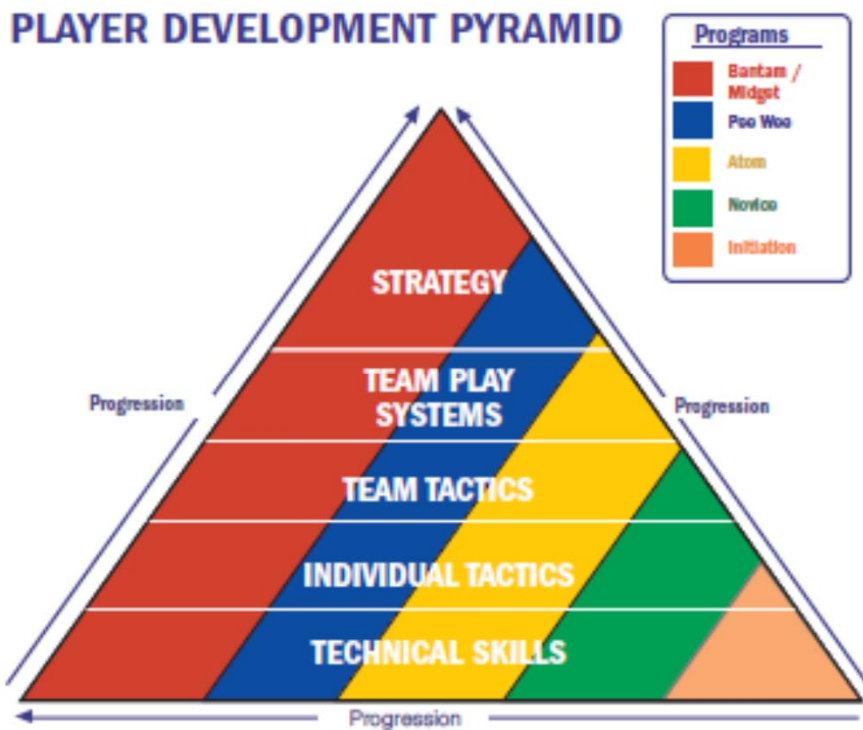 PLAYER DEVELOPMENT PYRAMID
Programs
Bantam /
Midget
Pee Wee
Atom
Novice
Initiation
STRATEGY
TEAM PLAY
SYSTEMS
Progression
Progression
TEAM TACTICS
INDIVIDUAL TACTICS
TECHNICAL SKILLS
Progression